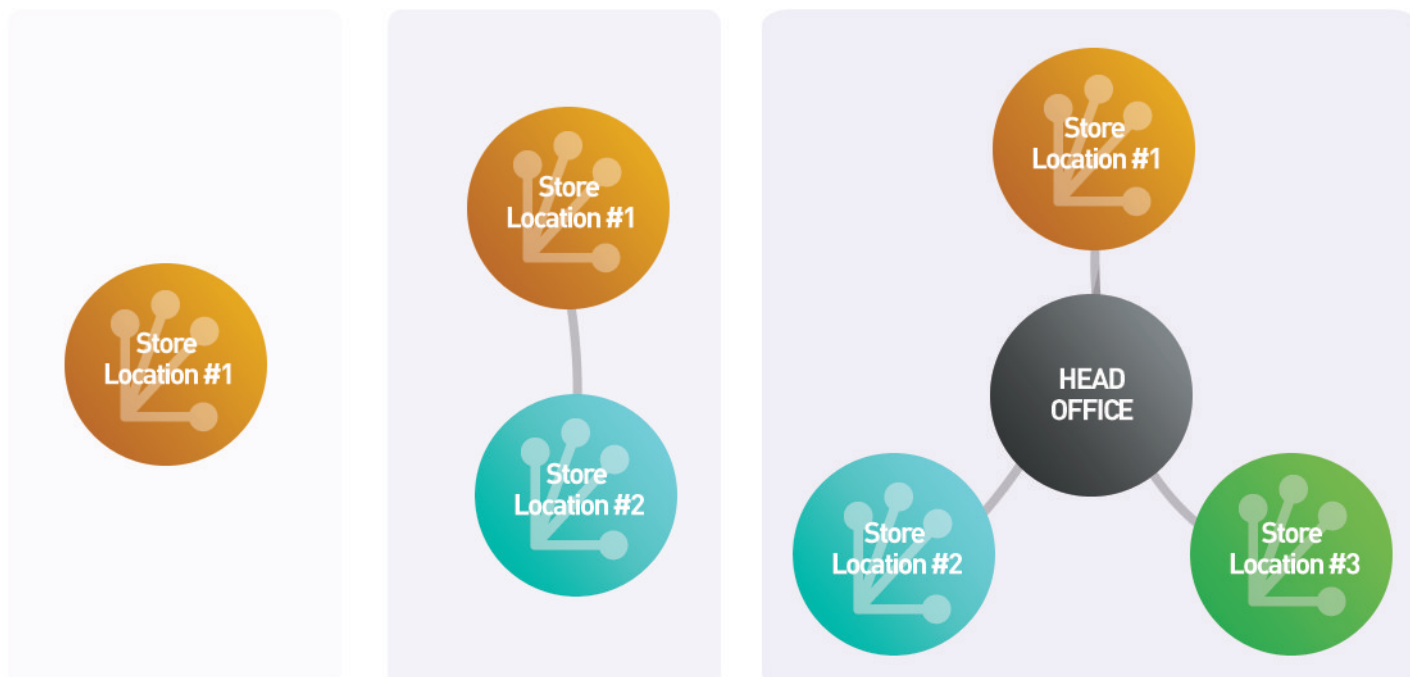 Store
Location #1
Store
Location #1
Store
Location #2
Store
Location #1
HEAD
OFFICE
Store
Location #2
Store
Location #3